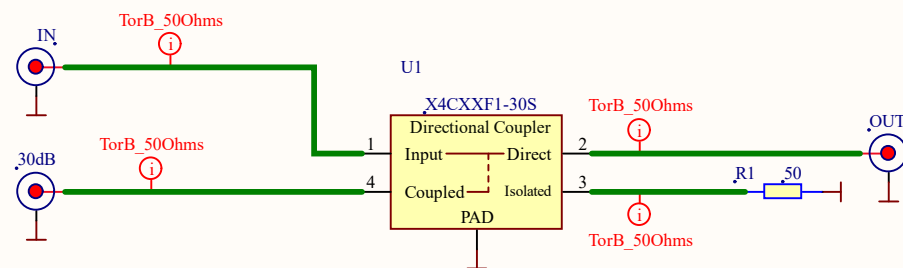 TorB_50Ohms
IN
i
U1
X4CXXF1-30S
TorB_50Ohms
Directional Coupler
i
OUT
TorB_50Ohms
1
Input
Direct
2
30dB
i
4
Coupled
Isolated
3
R1
50
PAD
i
TorB_50Ohms